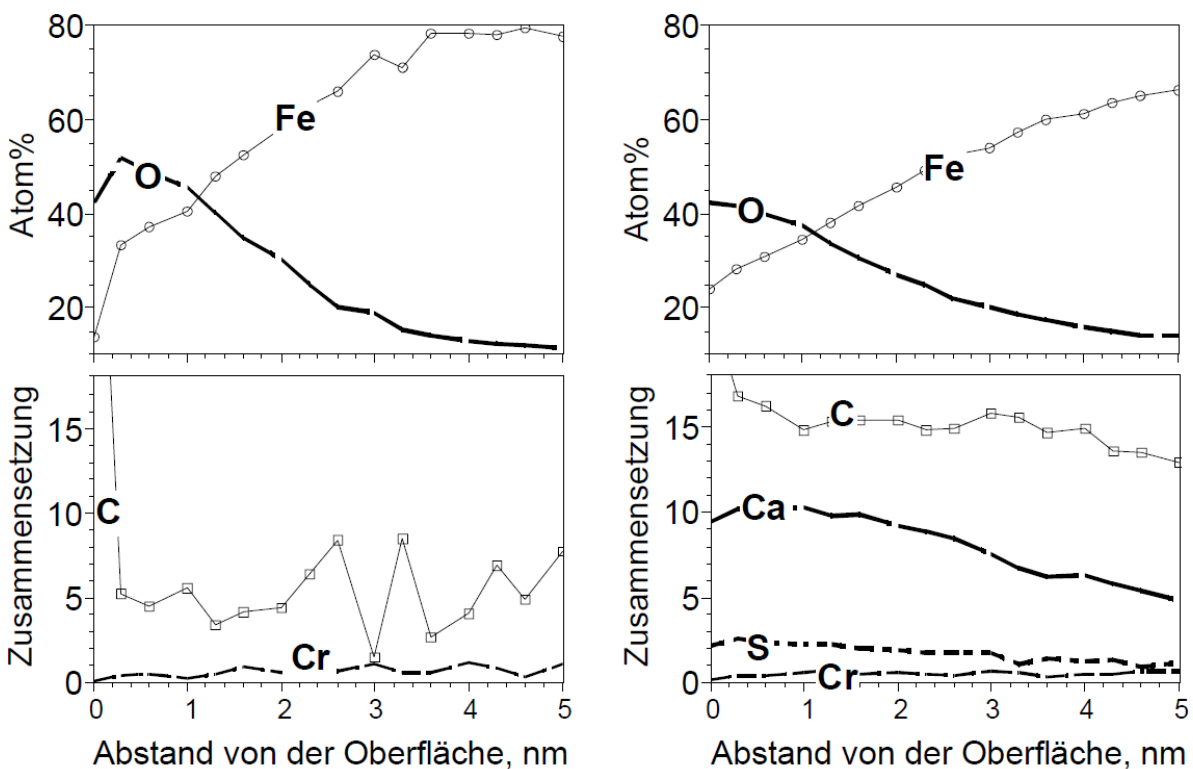 80
60
40
20
Atom%
Fe
O
15
10
5
0
Zusammensetzung
C
Cr
0 1 2 3 4 5
Abstand von der Oberfläche, nm
80
60
40
20
Atom%
O
Fe
15
10
5
0
Zusammensetzung
C
Ca
S
Cr
0 1 2 3 4 5
Abstand von der Oberfläche, nm